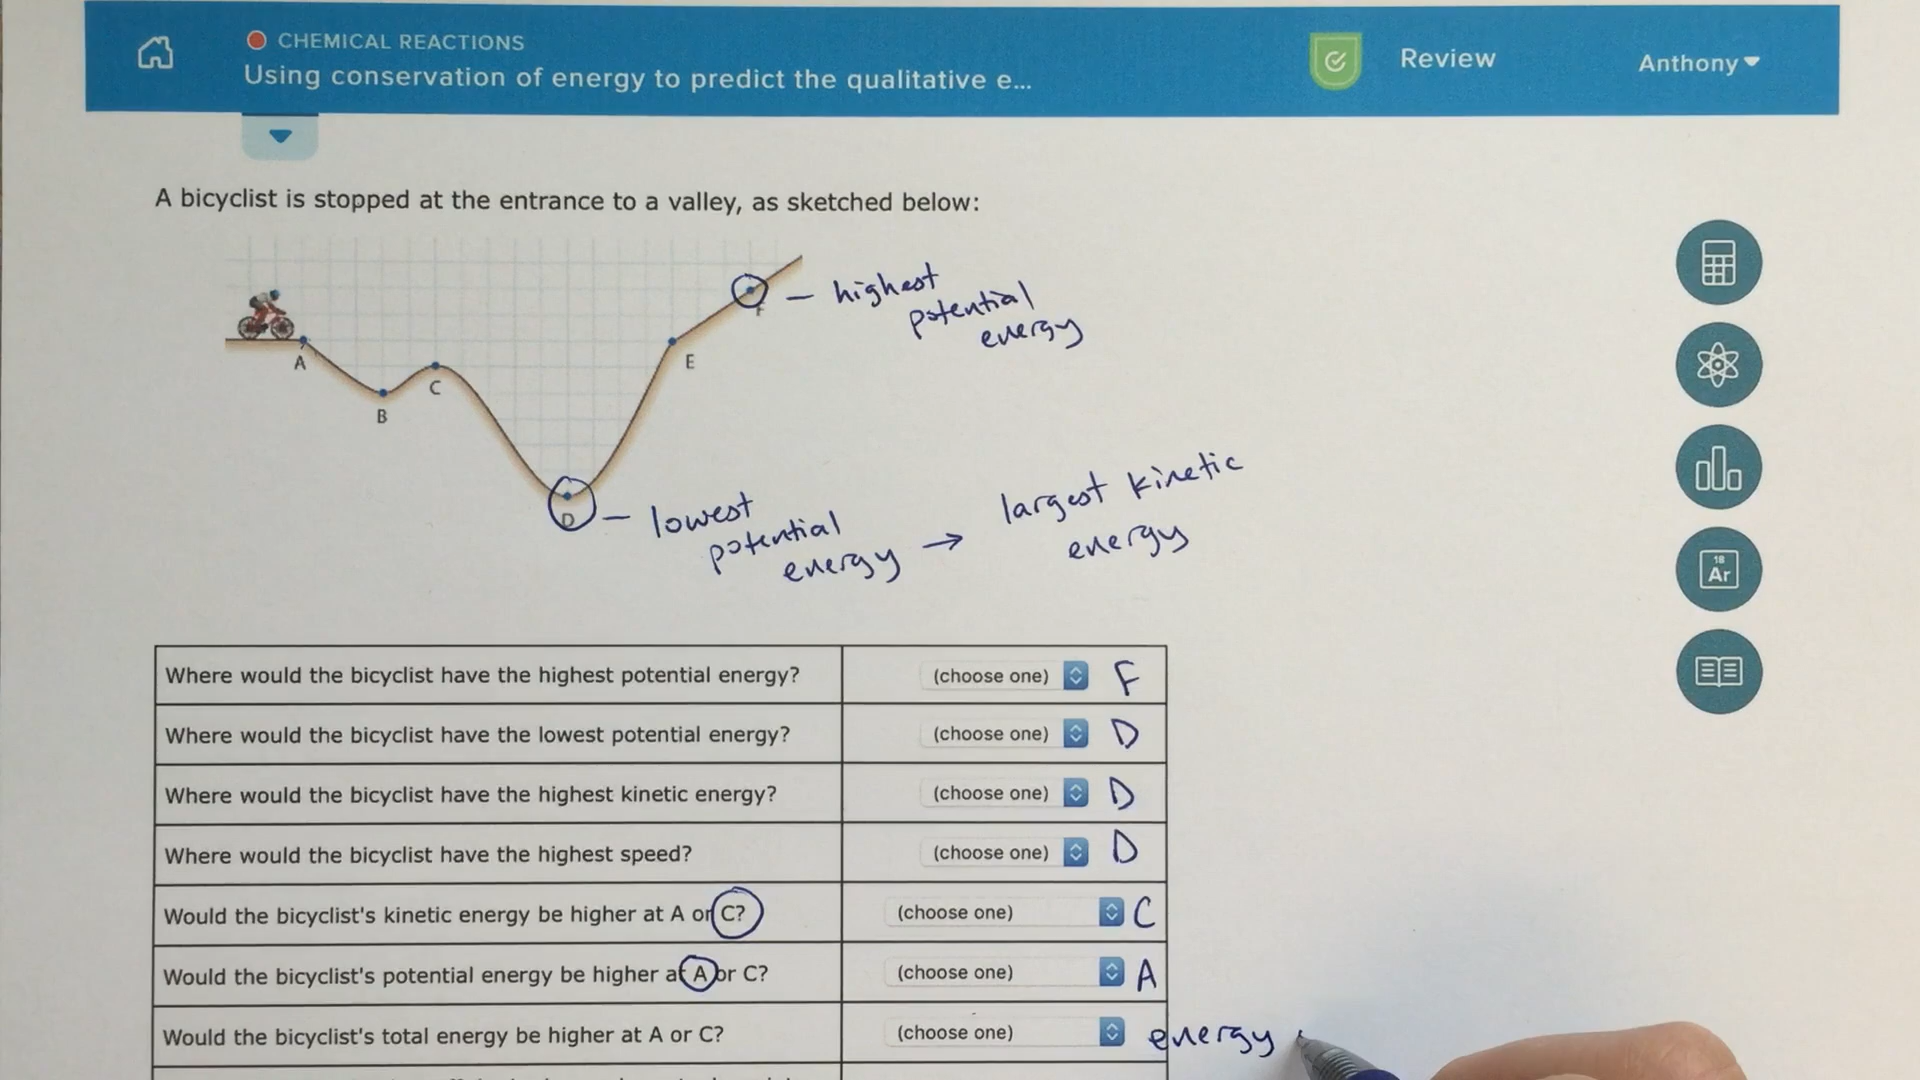 CHEMICAL REACTIONS
Using conservation of energy to predict the qualitative e...
Review
Anthony
A bicyclist is stopped at the entrance to a valley, as sketched below:
A
B
C
D
E
F
— highest
potential
energy
— lowest
potential
energy → largest kinetic
energy
18
Ar
Where would the bicyclist have the highest potential energy? (choose one) F
Where would the bicyclist have the lowest potential energy? (choose one) D
Where would the bicyclist have the highest kinetic energy? (choose one) D
Where would the bicyclist have the highest speed? (choose one) D
Would the bicyclist's kinetic energy be higher at A or C? (choose one) C
Would the bicyclist's potential energy be higher at A or C? (choose one) A
Would the bicyclist's total energy be higher at A or C? (choose one) energy